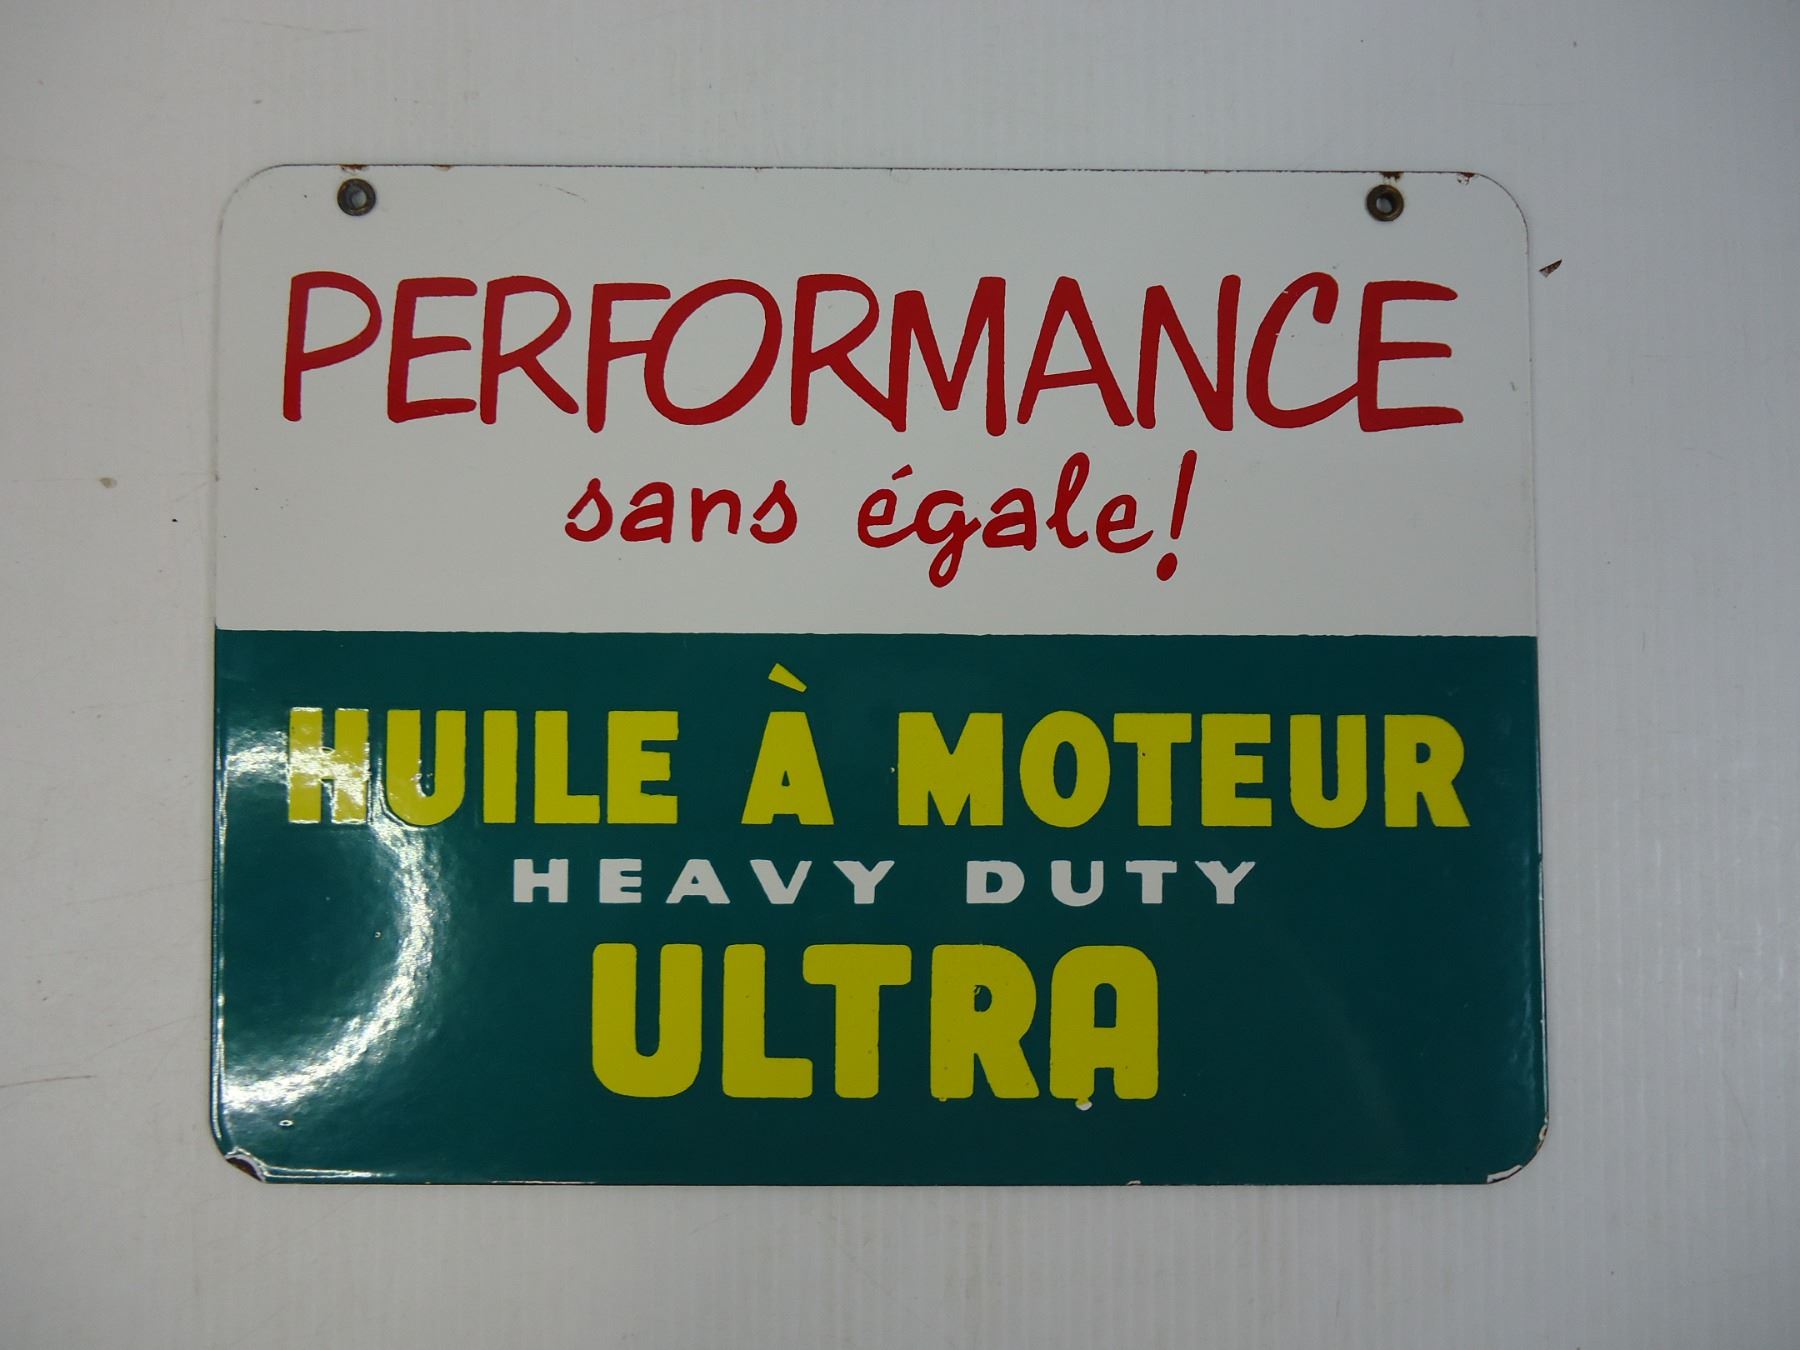 PERFORMANCE
sans égale!
HUILE À MOTEUR
HEAVY DUTY
ULTRA